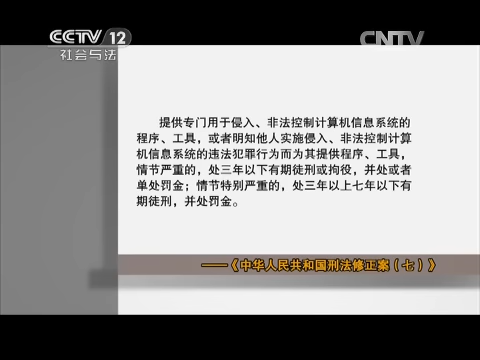 CCTV 12
社会与法
CNTV
提供专门用于侵入、非法控制计算机信息系统的
程序、工具，或者明知他人实施侵入、非法控制计算
机信息系统的违法犯罪行为而为其提供程序、工具，
情节严重的，处三年以下有期徒刑或拘役，并处或者
单处罚金；情节特别严重的，处三年以上七年以下有
期徒刑，并处罚金。
——《中华人民共和国刑法修正案（七）》